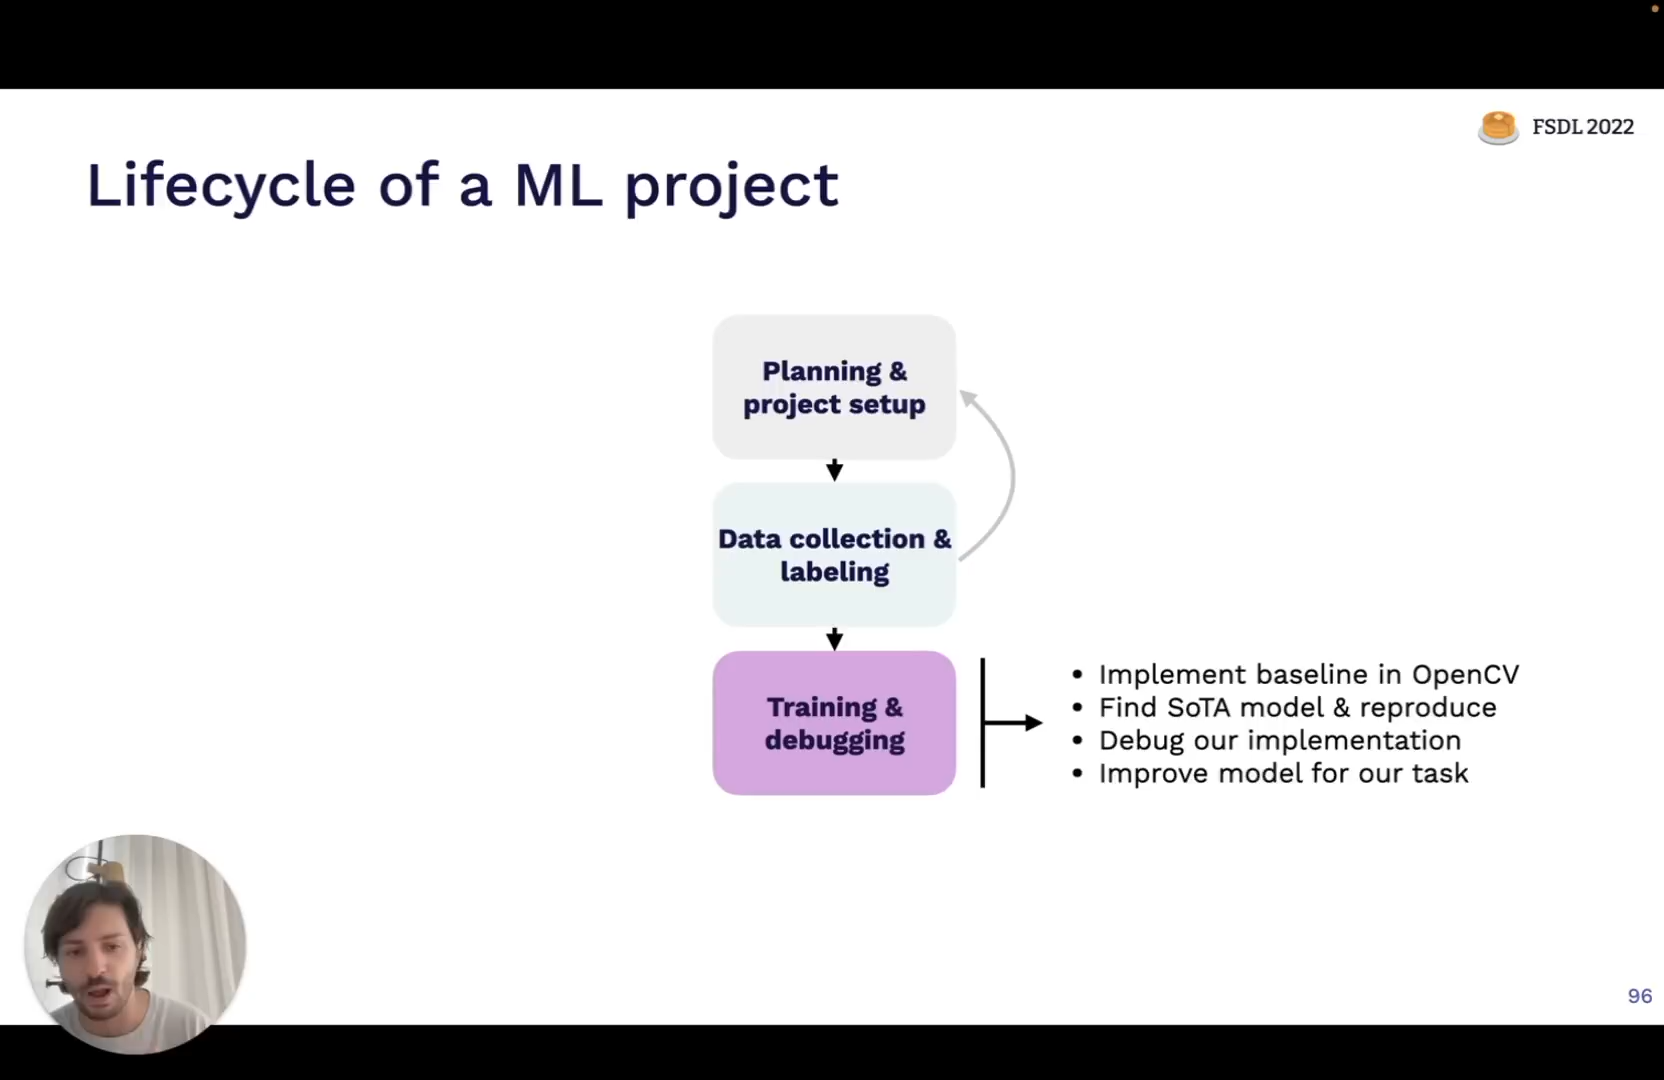 FSDL 2022
Lifecycle of a ML project
Planning &
project setup
Data collection &
labeling
Training &
debugging
• Implement baseline in OpenCV
• Find SoTA model & reproduce
• Debug our implementation
• Improve model for our task
96